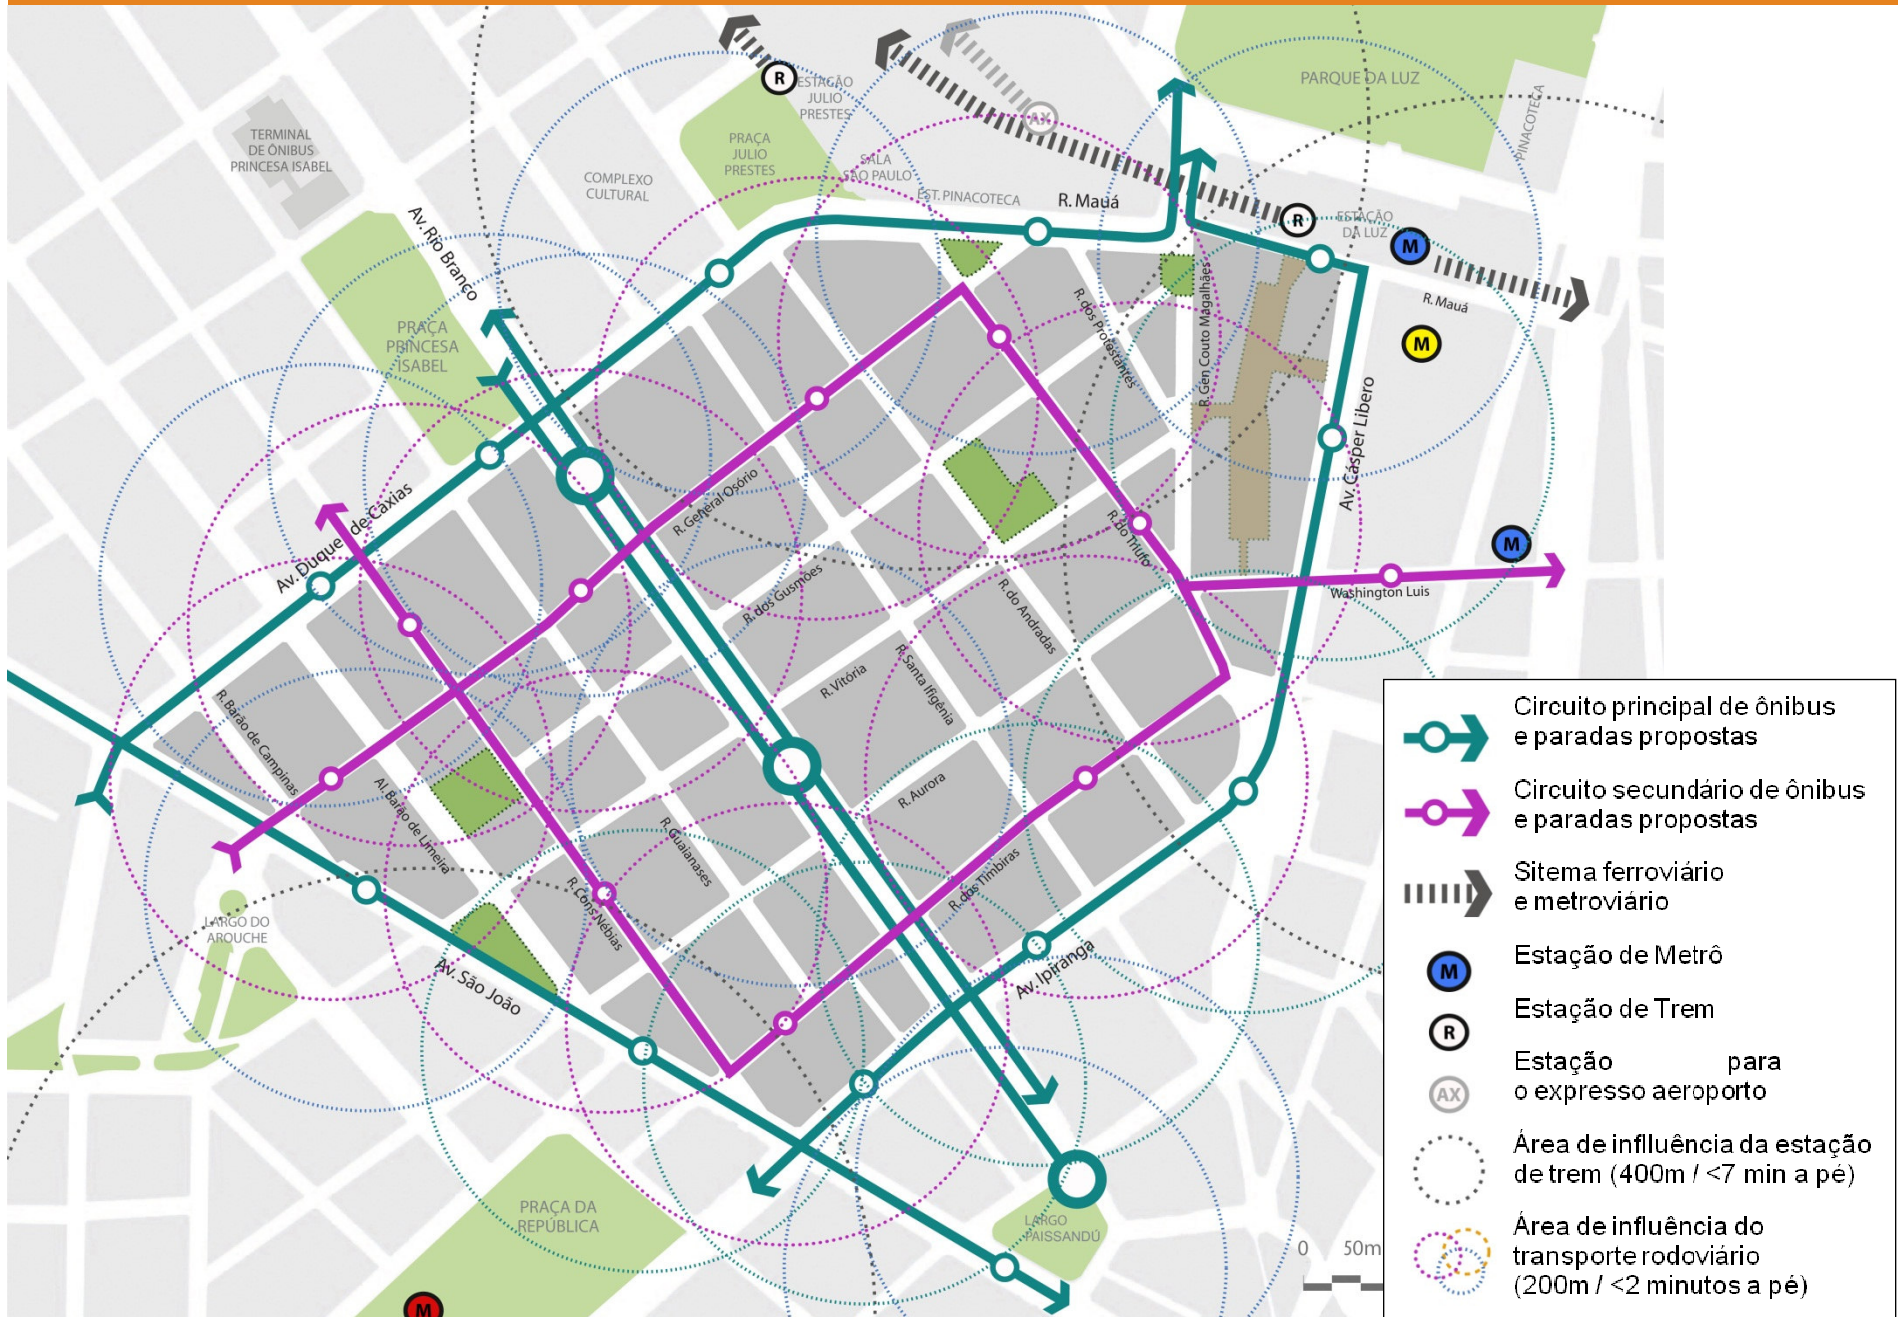 R
ESTAÇÃO
JULIO
PRESTES
PARQUE DA LUZ
PINACOTECA
AX
TERMINAL
DE ÔNIBUS
PRINCESA ISABEL
PRAÇA
JULIO
PRESTES
SALA
SÃO PAULO
COMPLEXO
CULTURAL
EST. PINACOTECA
R. Mauá
R
ESTAÇÃO
DA LUZ
M
R. Mauá
Av. Rio Branco
PRAÇA
PRINCESA
ISABEL
R. dos Protestantes
R. Gen Couto Magalhães
M
Av. Cásper Libero
Av. Duque de Caxias
R. General Osório
R. do Triufo
M
Washington Luis
R. dos Gusmões
R. do Andradas
R. Vitória
R. Santa Ifigênia
R. Barão de Campinas
Al. Barão de Limeira
R. Aurora
R. Guaianases
R. Cons Nébias
R. dos Timbiras
LARGO DO
AROUCHE
Av. São João
Av. Ipiranga
PRAÇA DA
REPÚBLICA
LARGO
PAISSANDÚ
M
0 50m
Circuito principal de ônibus
e paradas propostas
Circuito secundário de ônibus
e paradas propostas
Sitema ferroviário
e metroviário
M
Estação de Metrô
R
Estação de Trem
AX
Estação para
o expresso aeroporto
Área de inflluência da estação
de trem (400m / <7 min a pé)
Área de influência do
transporte rodoviário
(200m / <2 minutos a pé)